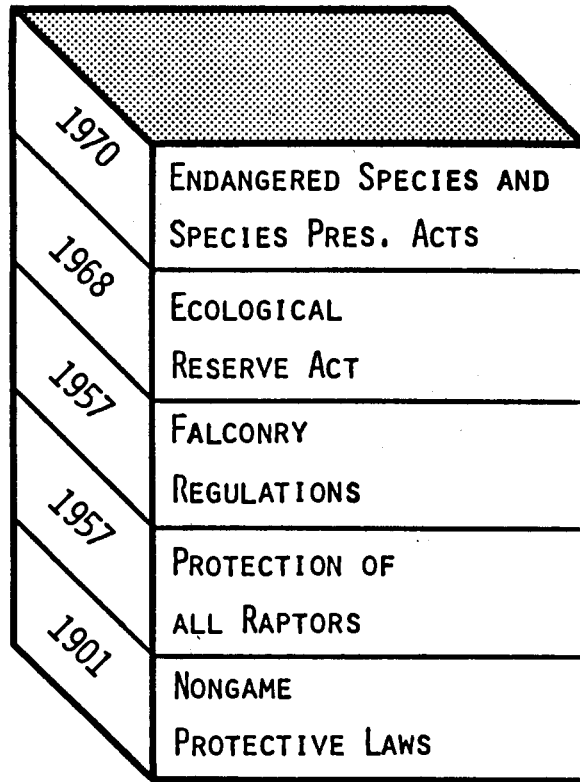 1970
ENDANGERED SPECIES AND
SPECIES PRES. ACTS
1968
ECOLOGICAL
RESERVE ACT
1957
FALCONRY
REGULATIONS
1957
PROTECTION OF
ALL RAPTORS
1901
NONGAME
PROTECTIVE LAWS